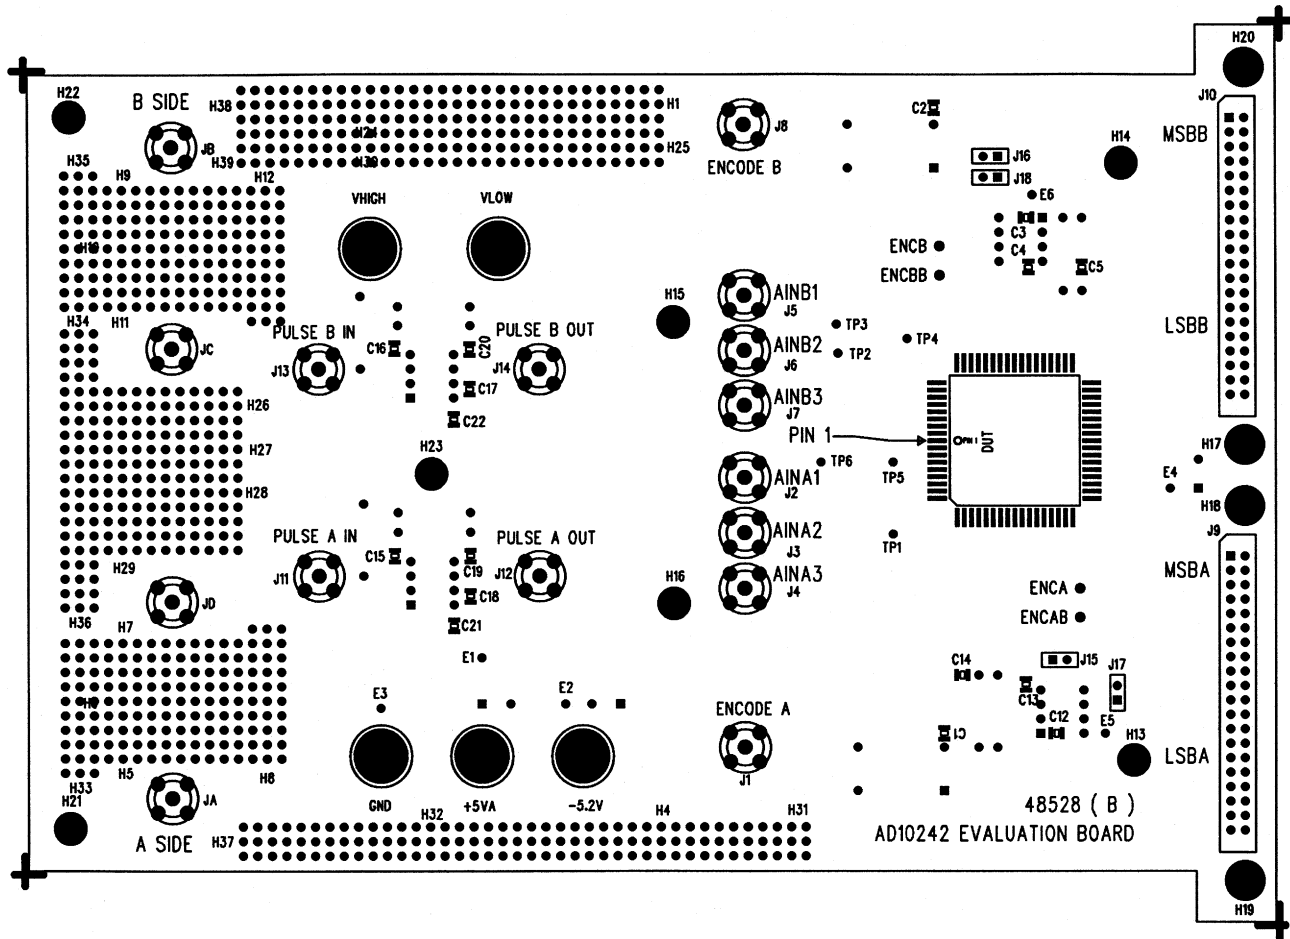 H20
H22
B SIDE
H38
H1
J10
C2
J8
MSBB
H24
H14
JB
H25
H39
H39
ENCODE B
J16
H35
H9
H12
J18
VHIGH
VLOW
E6
C3
ENCB
C4
ENCBB
C5
AINB1
H15
J5
H34
H11
PULSE B IN
PULSE B OUT
TP3
LSBB
TP4
JC
C16
C20
AINB2
TP2
J13
J14
J6
C17
AINB3
H26
J7
C22
PIN 1
PIN 1
DUT
H23
H17
H27
TP6
E4
AINA1
TP5
H28
J2
H18
J9
PULSE A IN
PULSE A OUT
AINA2
TP1
C15
J3
H29
J11
C19
J12
AINA3
MSBA
J4
ENCA
JD
C18
H16
H36
ENCAB
H7
C21
E1
J15
C14
J17
E3
E2
C13
ENCODE A
C12
E5
C1
H13
LSBA
H5
H8
J1
H33
H21
JA
GND
+5VA
-5.2V
48528 ( B )
H32
H4
H31
A SIDE
H37
AD10242 EVALUATION BOARD
H19